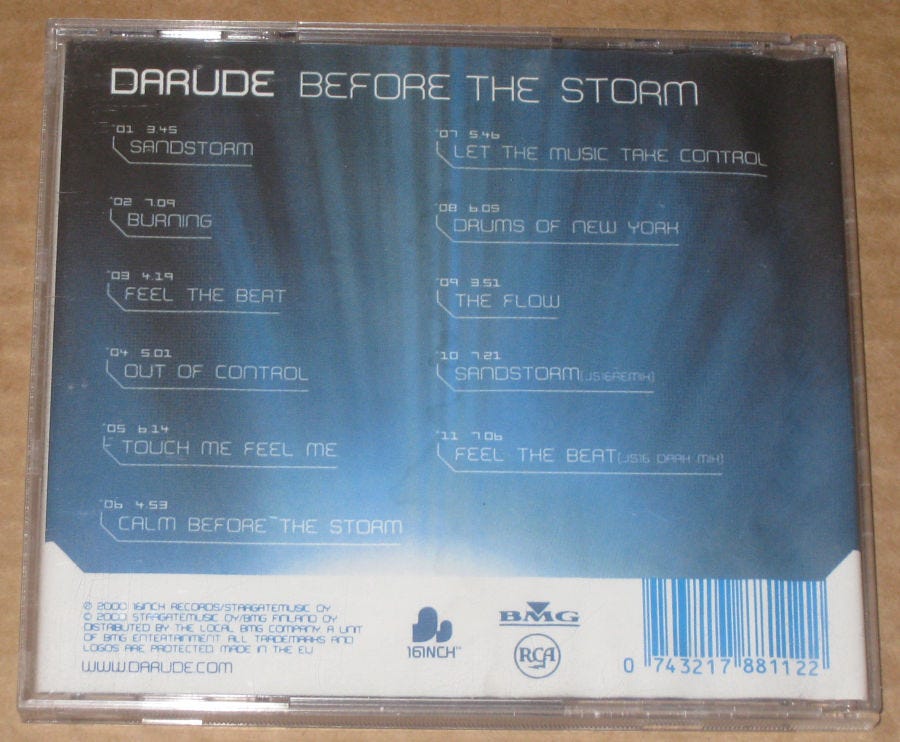 DARUDE BEFORE THE STORM
01 3.45
SANDSTORM
02 7.09
BURNING
03 4.19
FEEL THE BEAT
04 5.01
OUT OF CONTROL
05 6.14
TOUCH ME FEEL ME
06 4.53
CALM BEFORE THE STORM
07 5.46
LET THE MUSIC TAKE CONTROL
08 6.05
DRUMS OF NEW YORK
09 3.51
THE FLOW
10 7.21
SANDSTORM(JS16REMIX)
11 7.06
FEEL THE BEAT(JS16 DARK MIX)
℗ 2000 16INCH RECORDS/STARGATEMUSIC OY
© 2000 STARGATEMUSIC OY/BMG FINLAND OY
DISTRIBUTED BY THE LOCAL BMG COMPANY A UNIT
OF BMG ENTERTAINMENT ALL TRADEMARKS AND
LOGOS ARE PROTECTED MADE IN THE EU
WWW.DARUDE.COM
16INCH™
BMG
RCA
0 743217 881122